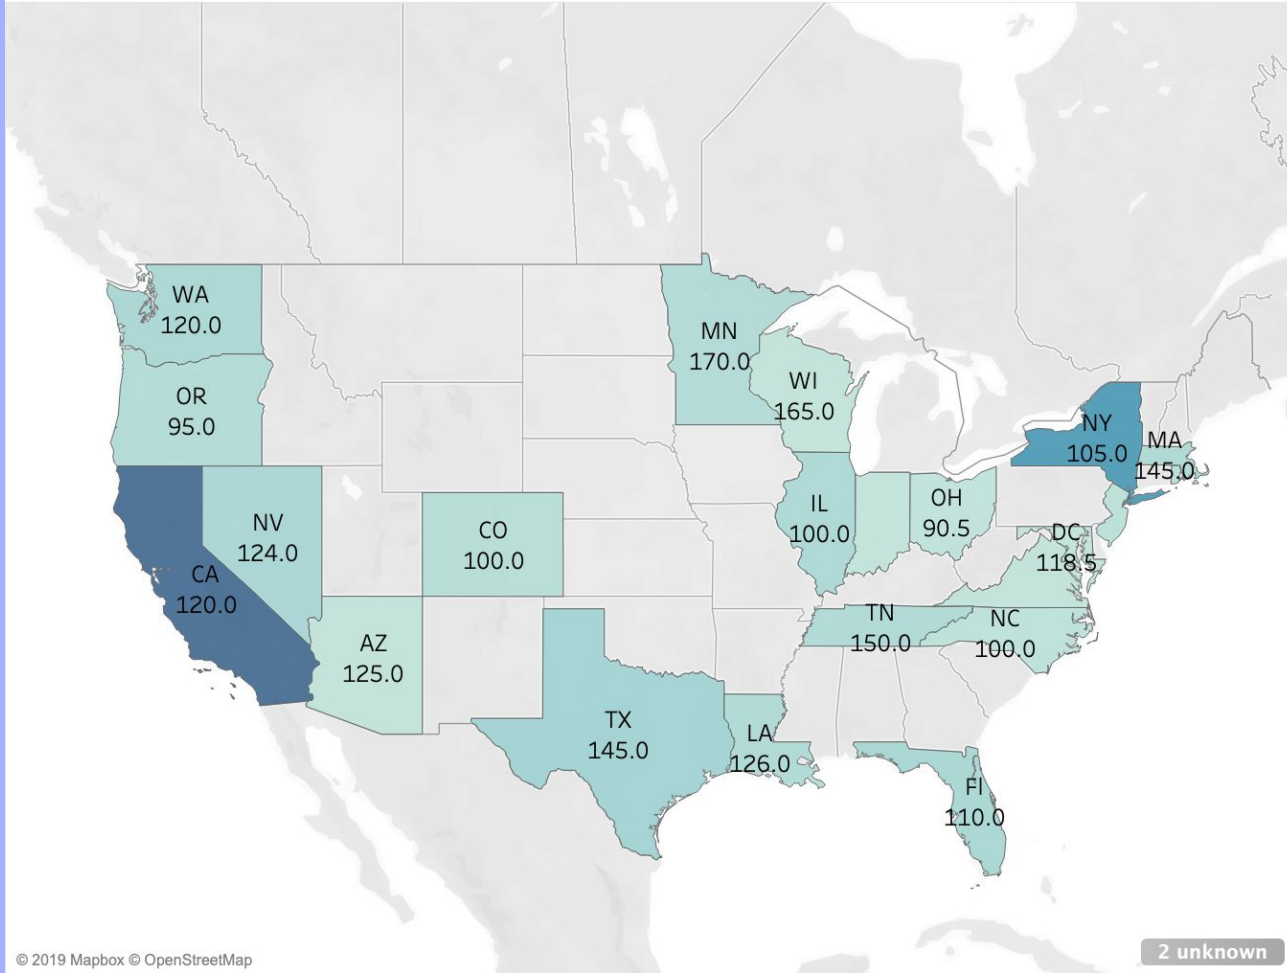 WA
120.0
OR
95.0
CA
120.0
NV
124.0
AZ
125.0
CO
100.0
TX
145.0
MN
170.0
WI
165.0
IL
100.0
LA
126.0
OH
90.5
TN
150.0
NC
100.0
FI
110.0
DC
118.5
NY
105.0
MA
145.0
© 2019 Mapbox © OpenStreetMap
2 unknown